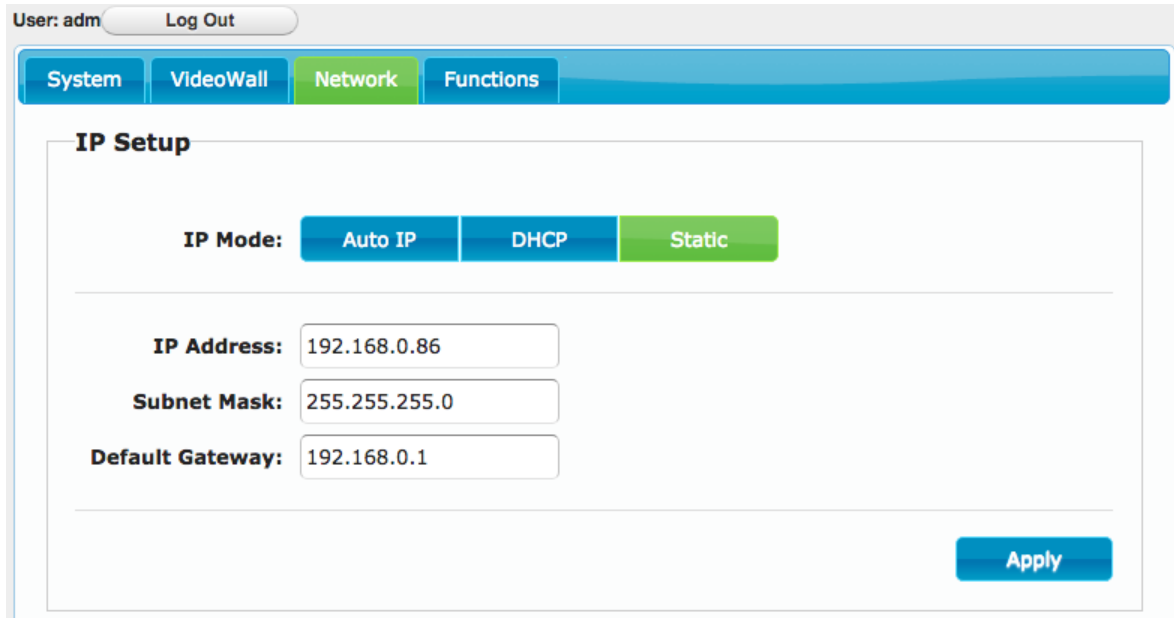 User: adm Log Out
System VideoWall Network Functions
IP Setup
IP Mode: Auto IP DHCP Static
IP Address: 192.168.0.86
Subnet Mask: 255.255.255.0
Default Gateway: 192.168.0.1
Apply